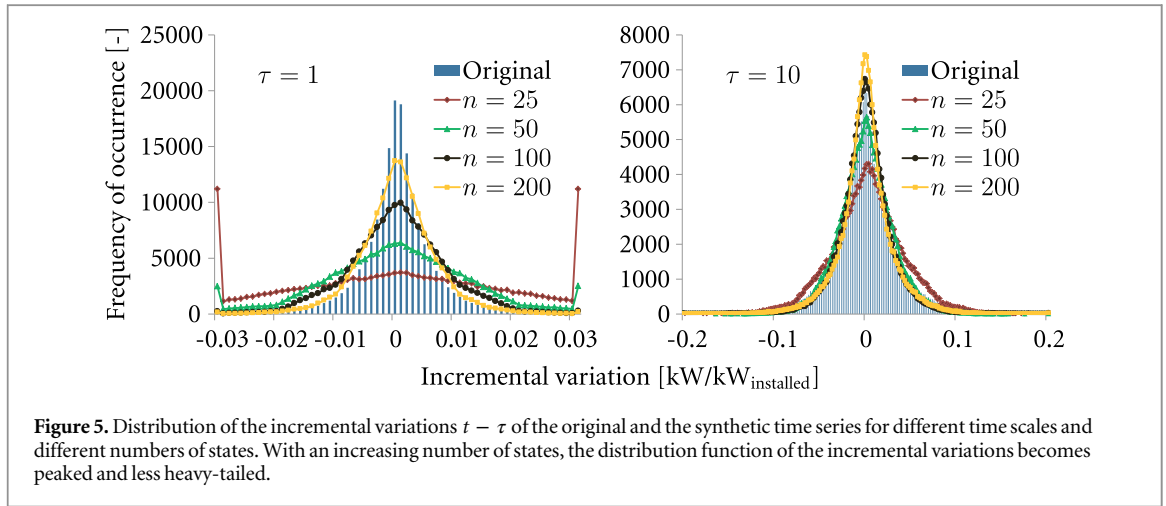 Frequency of occurrence [-]
25000
20000
15000
10000
5000
0
τ = 1
Original
n = 25
n = 50
n = 100
n = 200
-0.03 -0.02 -0.01 0 0.01 0.02 0.03
8000
7000
6000
5000
4000
3000
2000
1000
0
τ = 10
Original
n = 25
n = 50
n = 100
n = 200
-0.2 -0.1 0 0.1 0.2
Incremental variation [kW/kWinstalled]
Figure 5. Distribution of the incremental variations t − τ of the original and the synthetic time series for different time scales and
different numbers of states. With an increasing number of states, the distribution function of the incremental variations becomes
peaked and less heavy-tailed.